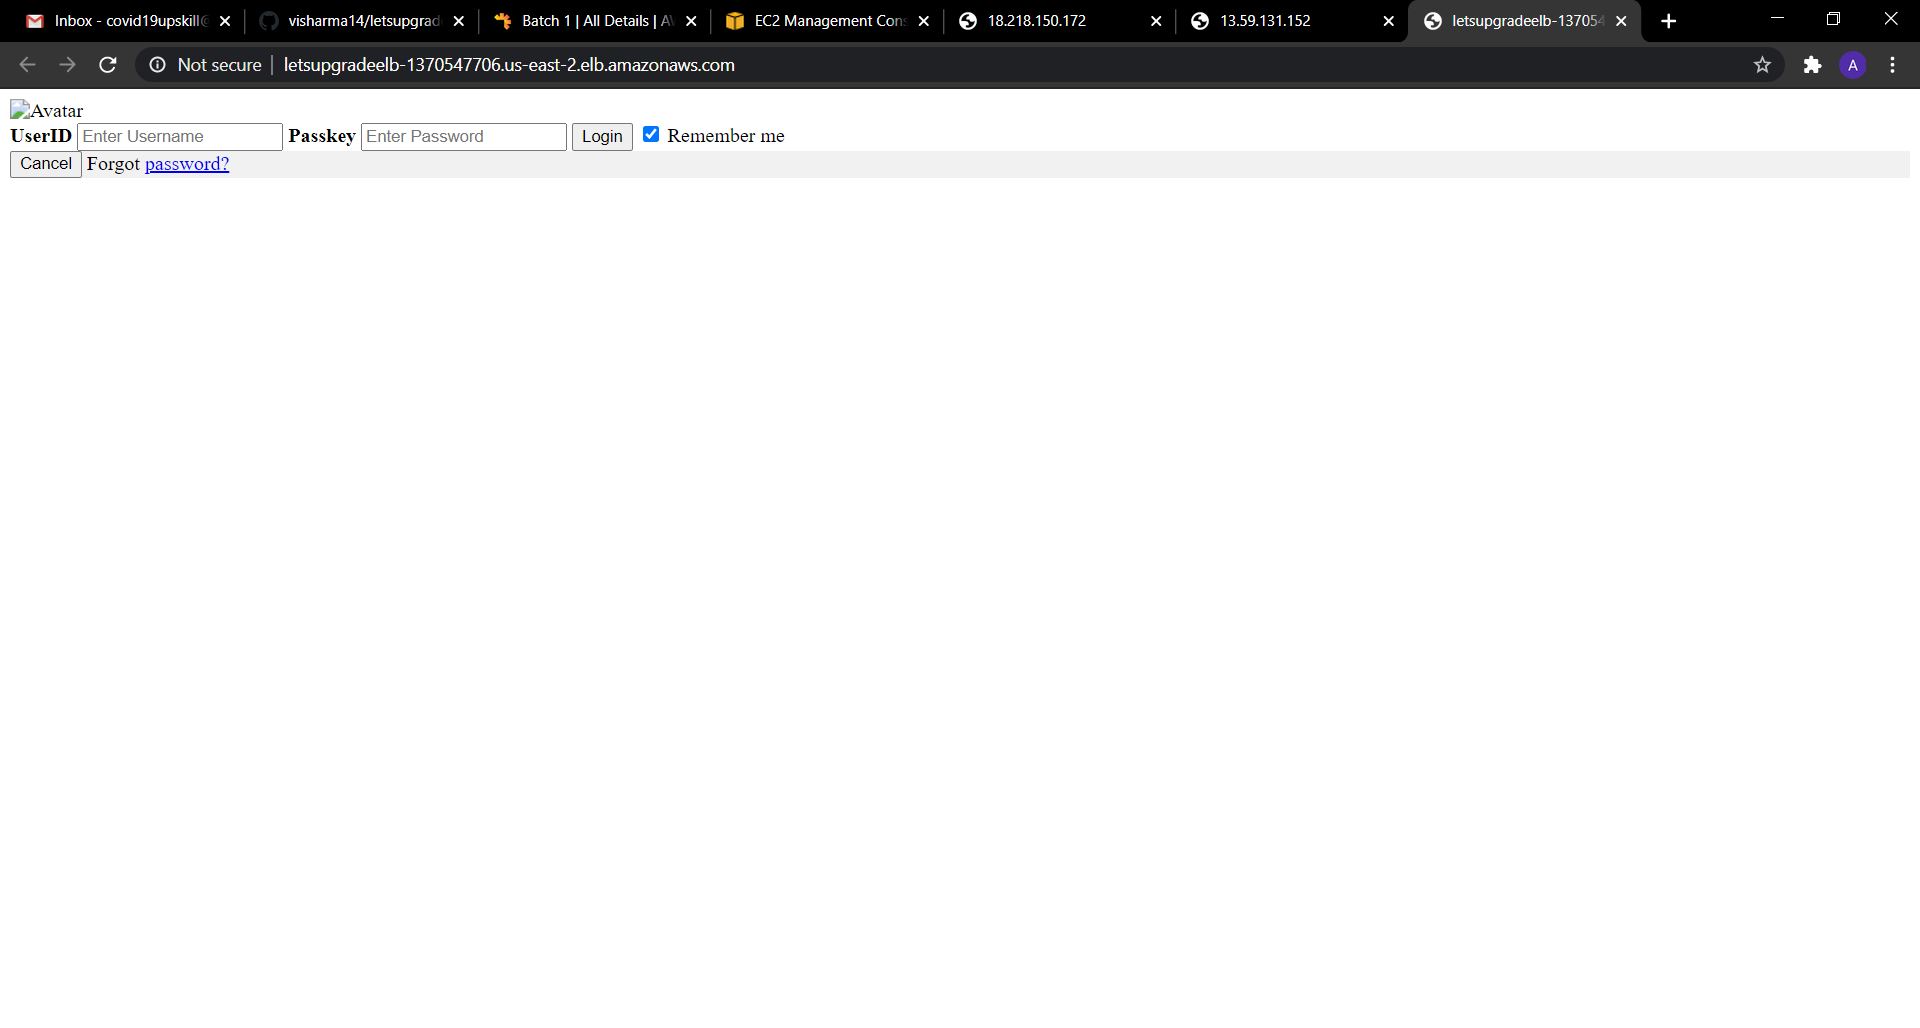 Inbox - covid19upskill@
visharma14/letsupgrad
Batch 1 | All Details | A
EC2 Management Cons
18.218.150.172
13.59.131.152
letsupgradeelb-137054
Not secure | letsupgradeelb-1370547706.us-east-2.elb.amazonaws.com
A
Avatar
UserID Enter Username Passkey Enter Password Login Remember me
Cancel Forgot password?